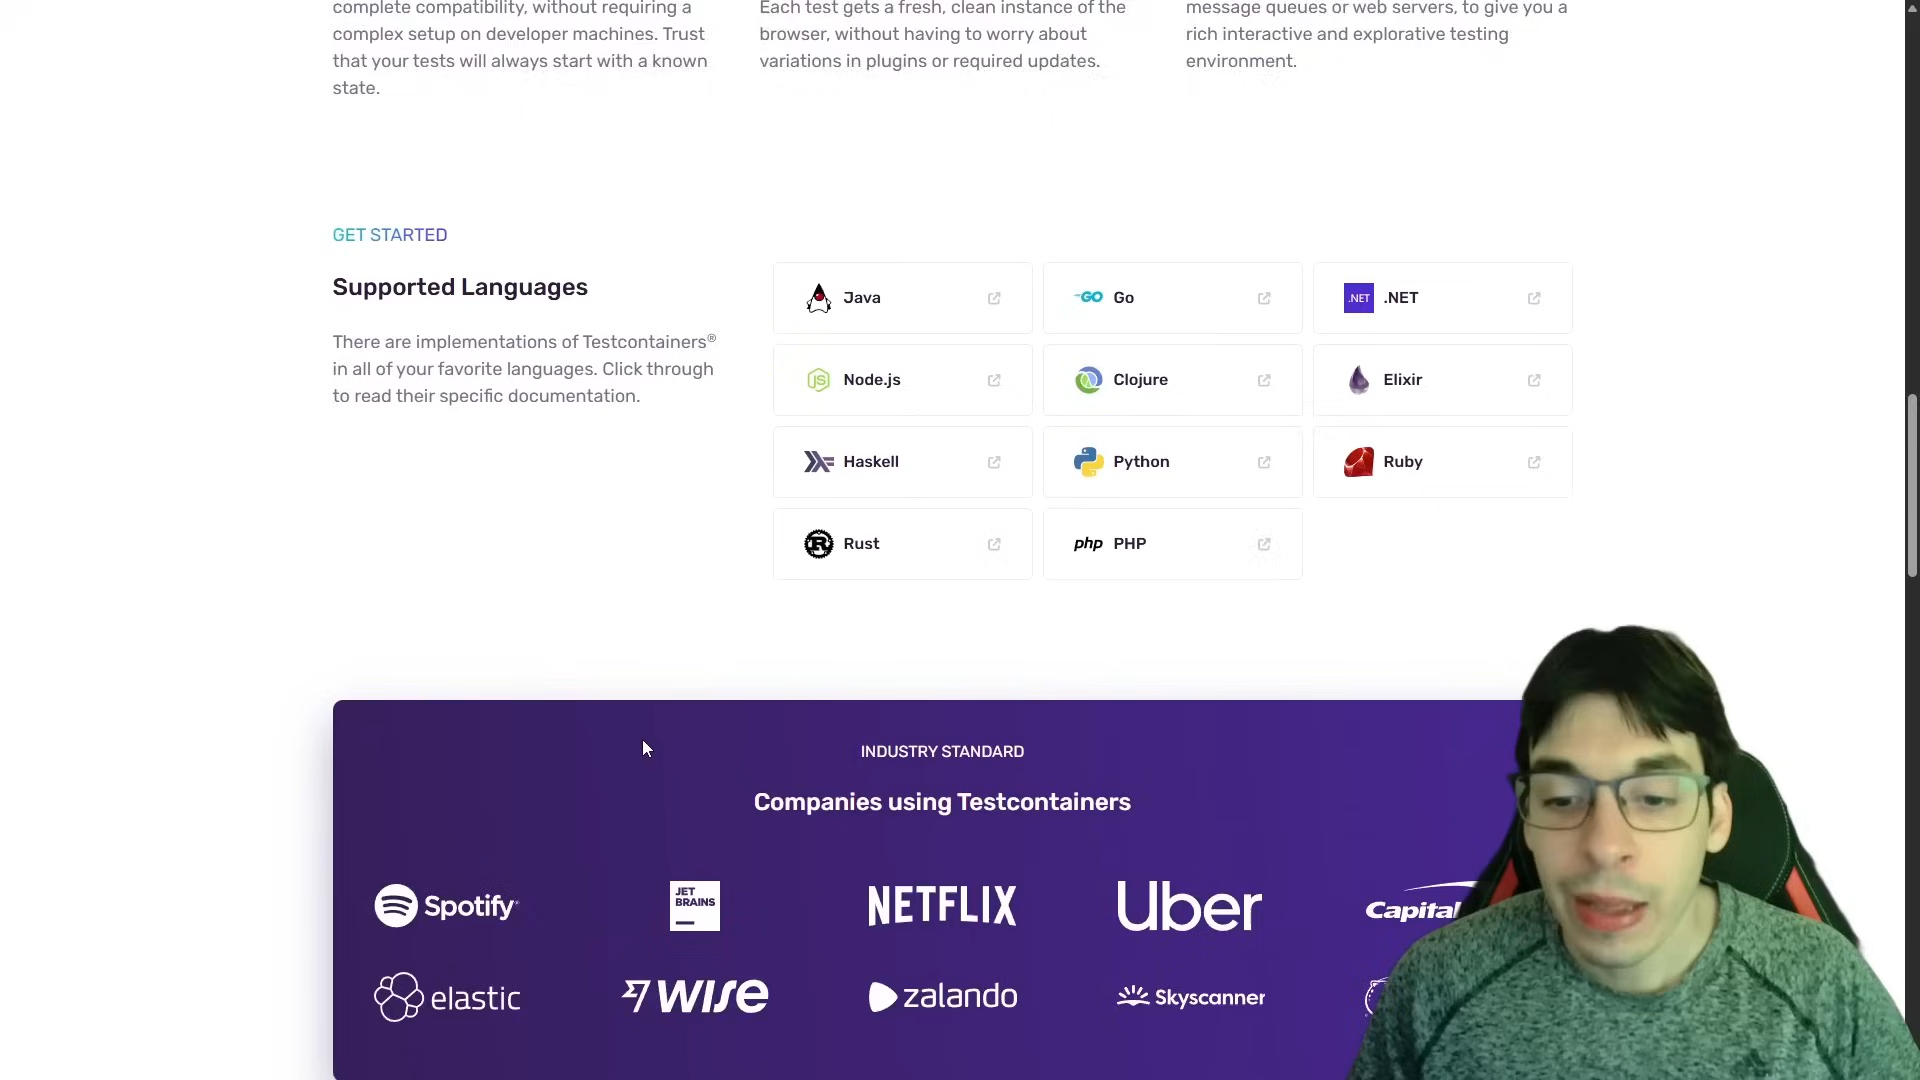 complete compatibility, without requiring a
complex setup on developer machines. Trust
that your tests will always start with a known
state.
Each test gets a fresh, clean instance of the
browser, without having to worry about
variations in plugins or required updates.
message queues or web servers, to give you a
rich interactive and explorative testing
environment.
GET STARTED
Supported Languages
There are implementations of Testcontainers®
in all of your favorite languages. Click through
to read their specific documentation.
Java
GO Go
.NET .NET
JS Node.js
Clojure
Elixir
Haskell
Python
Ruby
R Rust
php PHP
INDUSTRY STANDARD
Companies using Testcontainers
Spotify
JET
BRAINS
NETFLIX
Uber
Capital
elastic
7WISE
zalando
Skyscanner